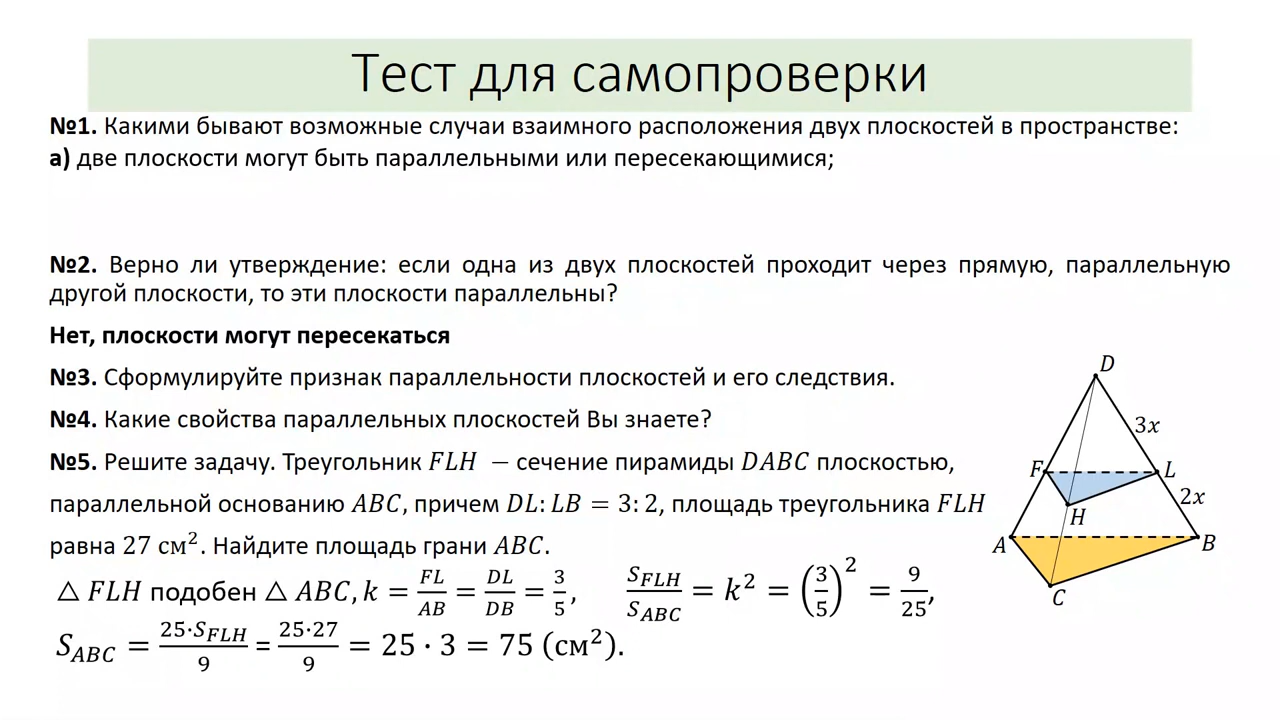 Тест для самопроверки
№1. Какими бывают возможные случаи взаимного расположения двух плоскостей в пространстве:
а) две плоскости могут быть параллельными или пересекающимися;
№2. Верно ли утверждение: если одна из двух плоскостей проходит через прямую, параллельную
другой плоскости, то эти плоскости параллельны?
Нет, плоскости могут пересекаться
№3. Сформулируйте признак параллельности плоскостей и его следствия.
№4. Какие свойства параллельных плоскостей Вы знаете?
№5. Решите задачу. Треугольник FLH − сечение пирамиды DABC плоскостью,
параллельной основанию ABC, причем DL: LB = 3: 2, площадь треугольника FLH
равна 27 см². Найдите площадь грани ABC.
△ FLH подобен △ ABC, k = FL/AB = DL/DB = 3/5, S_FLH/S_ABC = k² = (3/5)² = 9/25,
S_ABC = 25·S_FLH/9 = 25·27/9 = 25 · 3 = 75 (см²).
D
3x
F
L
2x
H
A
B
C